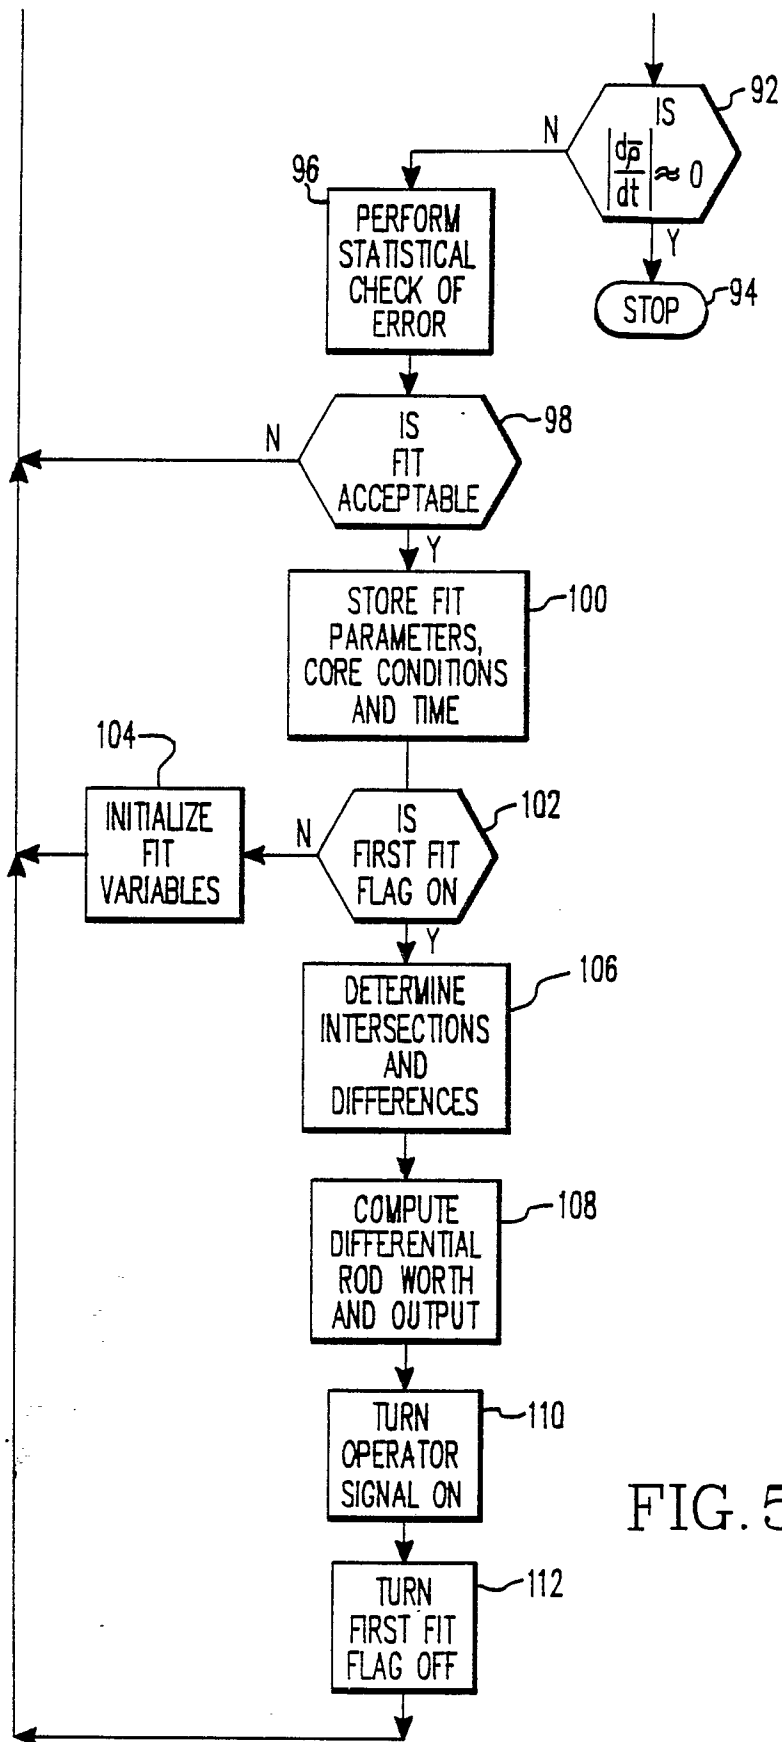 92
IS
|dρ̅/dt| ≈ 0
N
Y
STOP
94
96
PERFORM
STATISTICAL
CHECK OF
ERROR
98
IS
FIT
ACCEPTABLE
N
Y
100
STORE FIT
PARAMETERS,
CORE CONDITIONS
AND TIME
104
INITIALIZE
FIT
VARIABLES
N
102
IS
FIRST FIT
FLAG ON
Y
106
DETERMINE
INTERSECTIONS
AND
DIFFERENCES
108
COMPUTE
DIFFERENTIAL
ROD WORTH
AND OUTPUT
110
TURN
OPERATOR
SIGNAL ON
FIG. 5
112
TURN
FIRST FIT
FLAG OFF